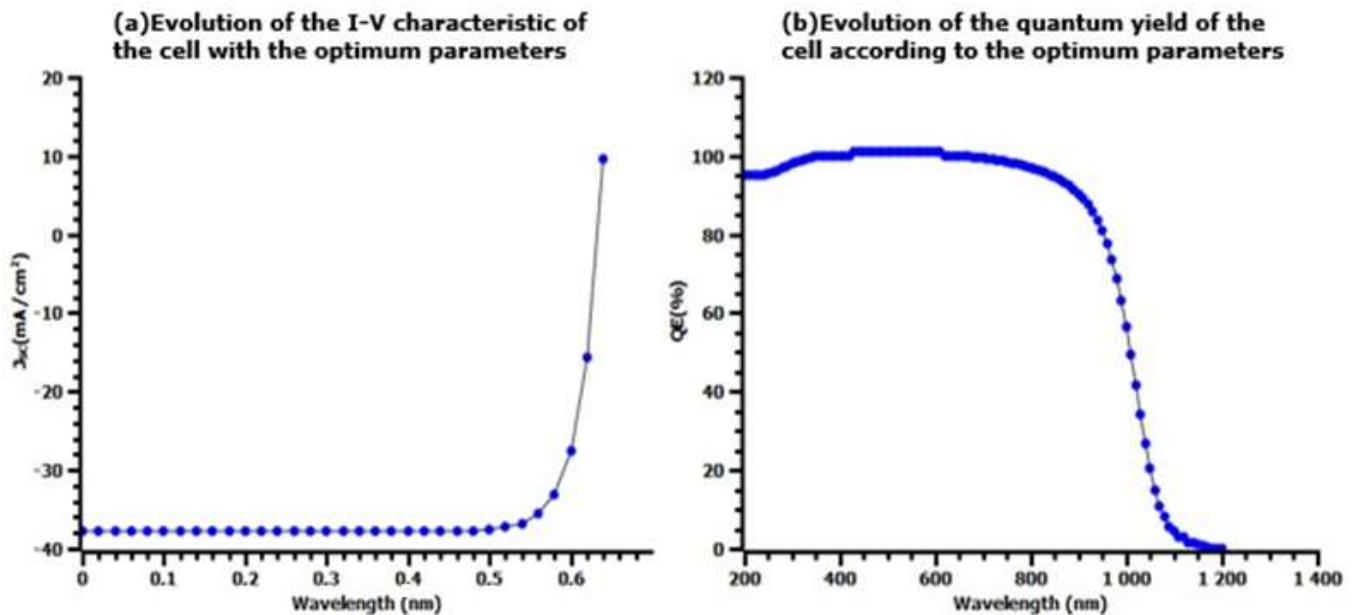 (a)Evolution of the I-V characteristic of
the cell with the optimum parameters
20
10
0
-10
-20
-30
-40
Jsc(mA/cm²)
0 0.1 0.2 0.3 0.4 0.5 0.6
Wavelength (nm)
(b)Evolution of the quantum yield of the
cell according to the optimum parameters
120
100
80
60
40
20
0
QE(%)
200 400 600 800 1 000 1 200 1 400
Wavelength (nm)